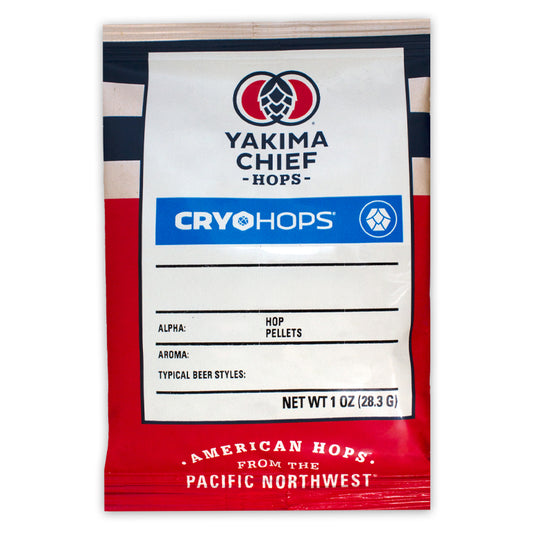 YAKIMA
CHIEF
-HOPS-
CRYOHOPS®
ALPHA: HOP
PELLETS
AROMA:
TYPICAL BEER STYLES:
NET WT 1 OZ (28.3 G)
·AMERICAN HOPS·
FROM THE
PACIFIC NORTHWEST™